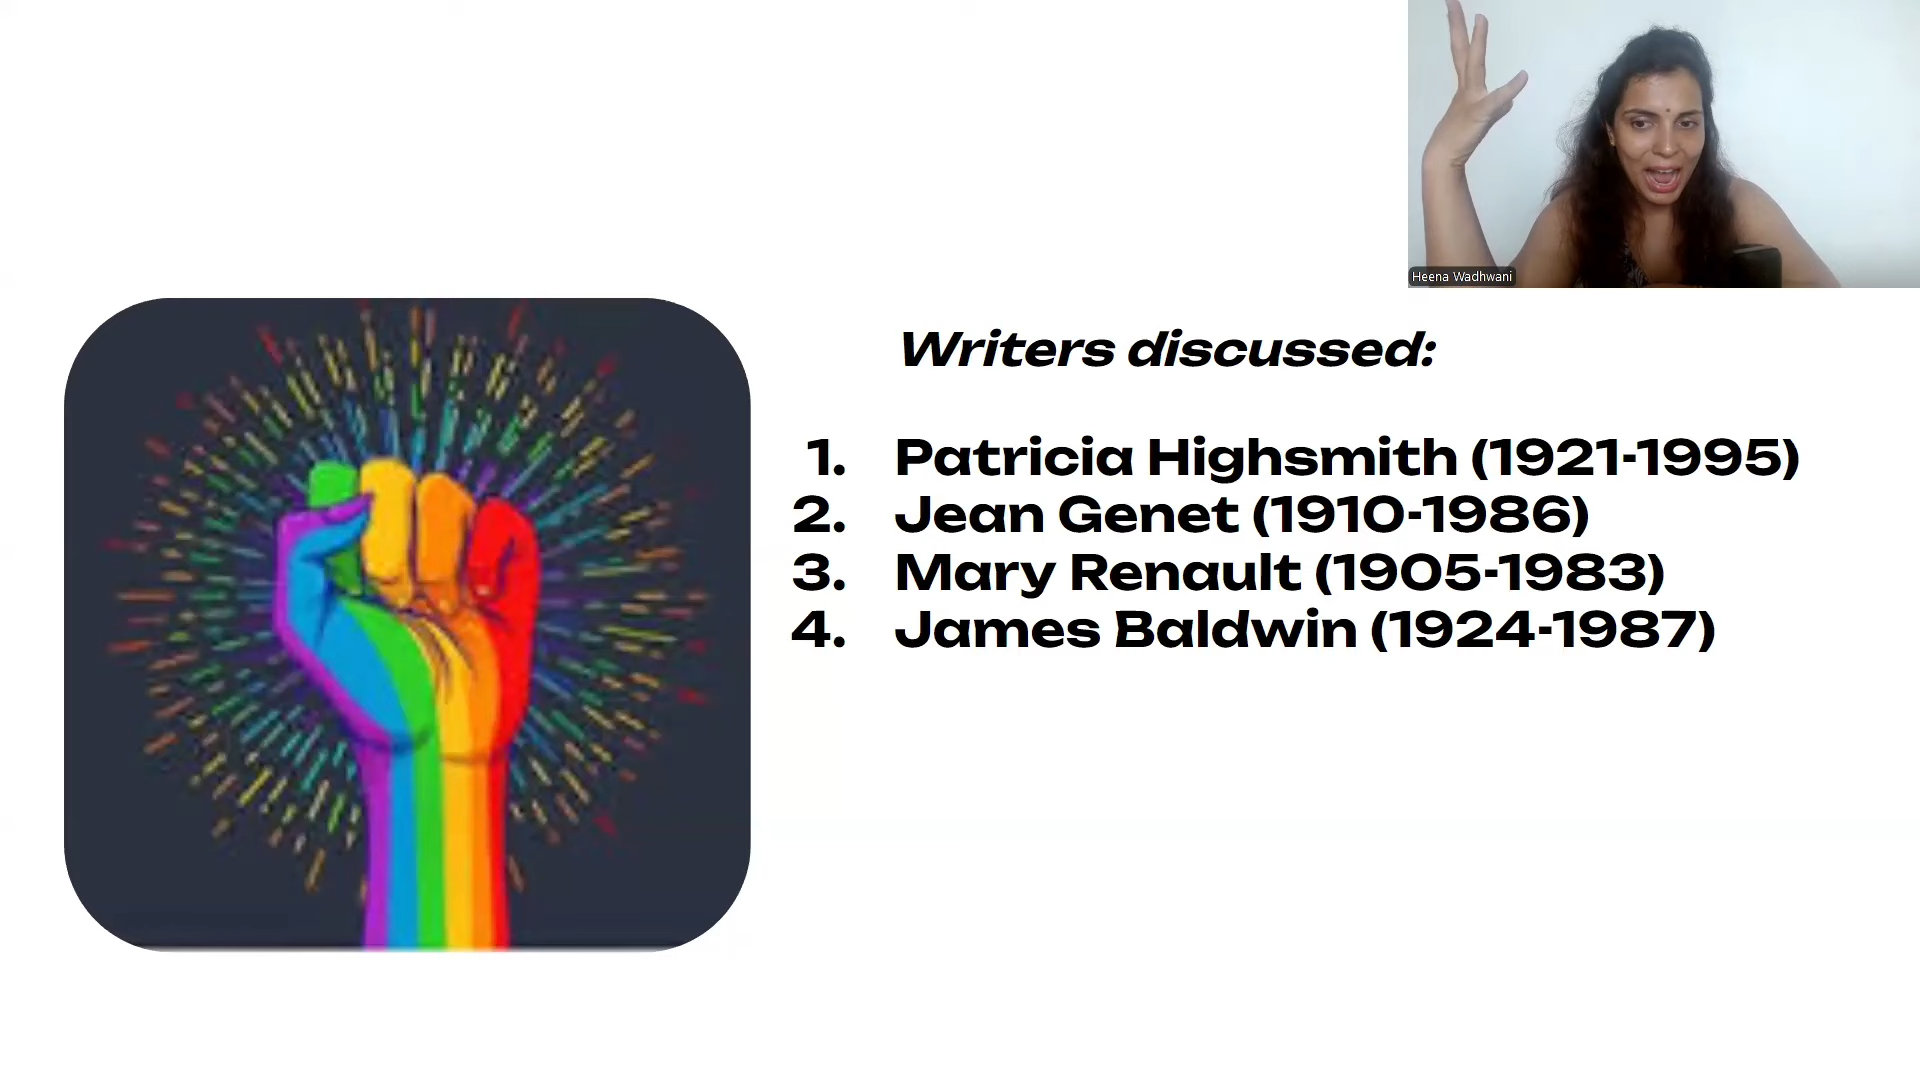 Heena Wadhwani
Writers discussed:
1. Patricia Highsmith (1921-1995)
2. Jean Genet (1910-1986)
3. Mary Renault (1905-1983)
4. James Baldwin (1924-1987)